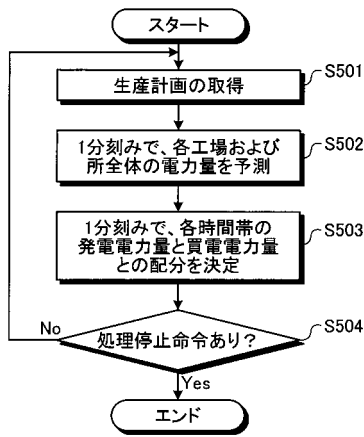 スタート
生産計画の取得
S501
1分刻みで、各工場および
所全体の電力量を予測
S502
1分刻みで、各時間帯の
発電電力量と買電電力量
との配分を決定
S503
処理停止命令あり?
S504
No
Yes
エンド